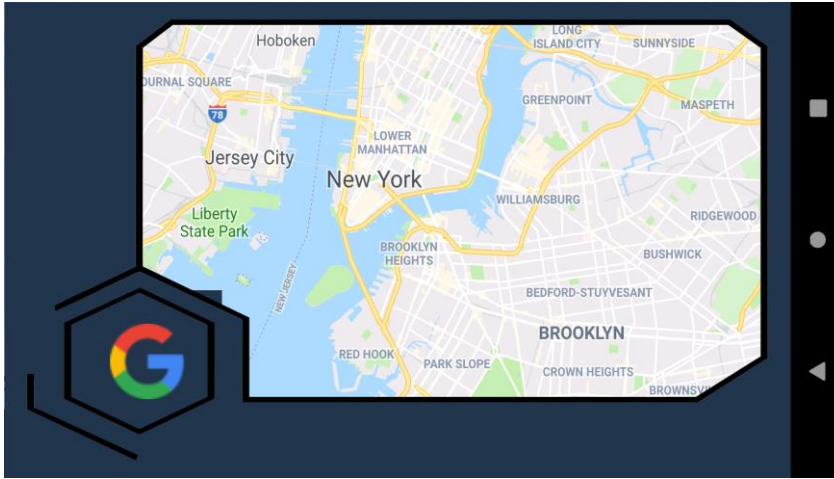 Hoboken
LONG
ISLAND CITY
SUNNYSIDE
OURNAL SQUARE
GREENPOINT
MASPETH
78
LOWER
MANHATTAN
Jersey City
New York
WILLIAMSBURG
Liberty
State Park
RIDGEWOOD
BROOKLYN
HEIGHTS
BUSHWICK
NEW JERSEY
BEDFORD-STUYVESANT
BROOKLYN
RED HOOK
PARK SLOPE
CROWN HEIGHTS
BROWNSVI
G